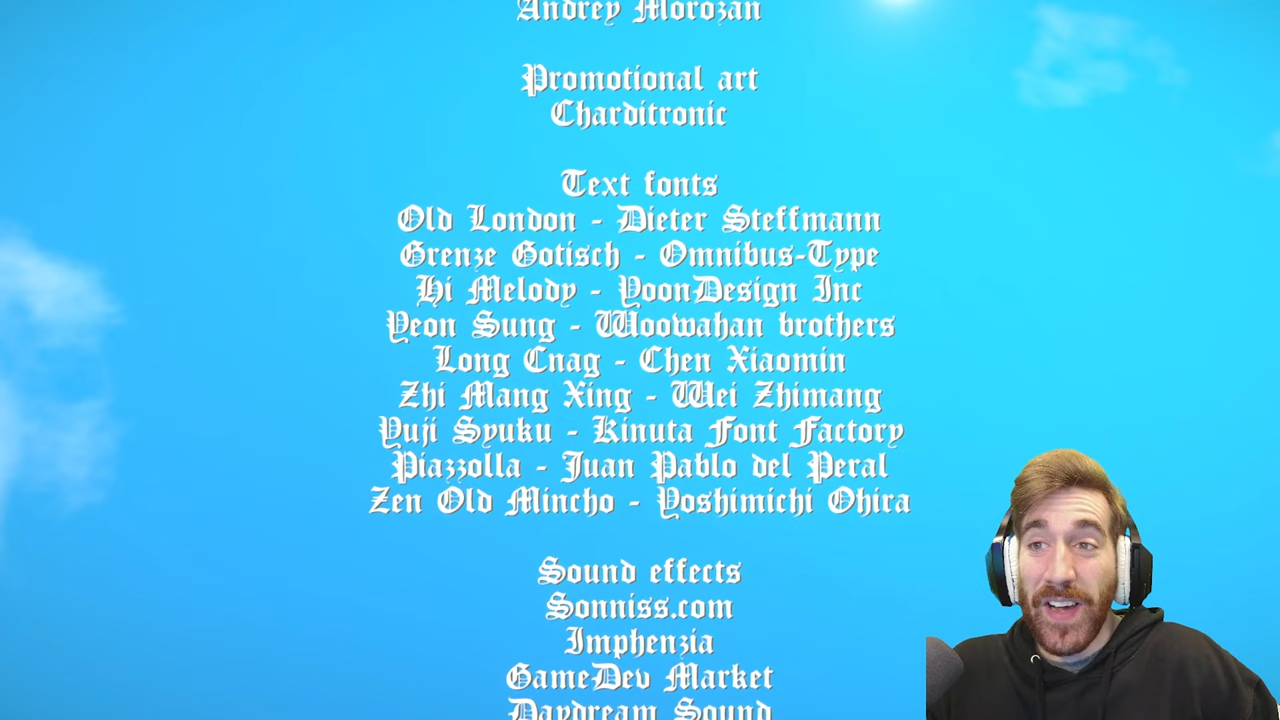 Andrey Morozan
Promotional art
Charditronic
Text fonts
Old London - Dieter Steffmann
Grenze Gotisch - Omnibus-Type
Hi Melody - YoonDesign Inc
Yeon Sung - Woowahan brothers
Long Cnag - Chen Xiaomin
Zhi Mang Xing - Wei Zhimang
Yuji Syuku - Kinuta Font Factory
Piazzolla - Juan Pablo del Peral
Zen Old Mincho - Yoshimichi Ohira
Sound effects
Sonniss.com
Imphenzia
GameDev Market
Daydream Sound